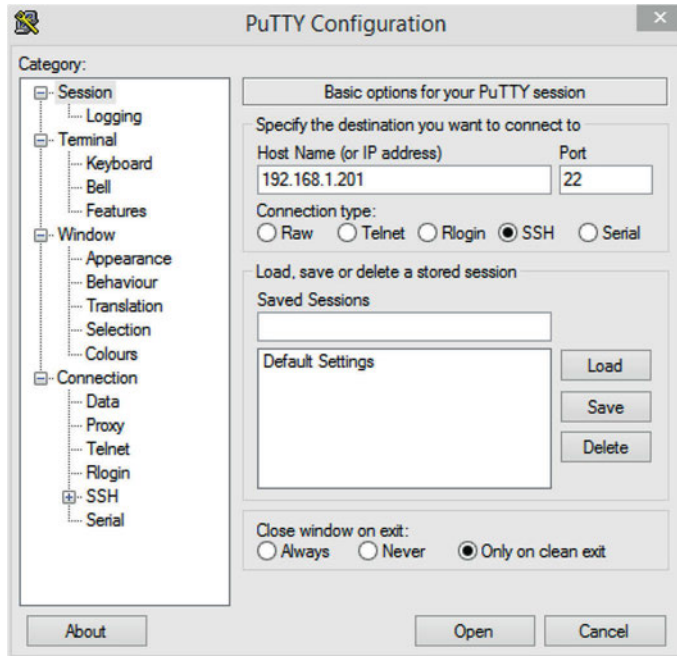 PuTTY Configuration
Category:
Session
Logging
Terminal
Keyboard
Bell
Features
Window
Appearance
Behaviour
Translation
Selection
Colours
Connection
Data
Proxy
Telnet
Rlogin
SSH
Serial
Basic options for your PuTTY session
Specify the destination you want to connect to
Host Name (or IP address) Port
192.168.1.201 22
Connection type:
Raw Telnet Rlogin SSH Serial
Load, save or delete a stored session
Saved Sessions
Default Settings
Load
Save
Delete
Close window on exit:
Always Never Only on clean exit
About Open Cancel